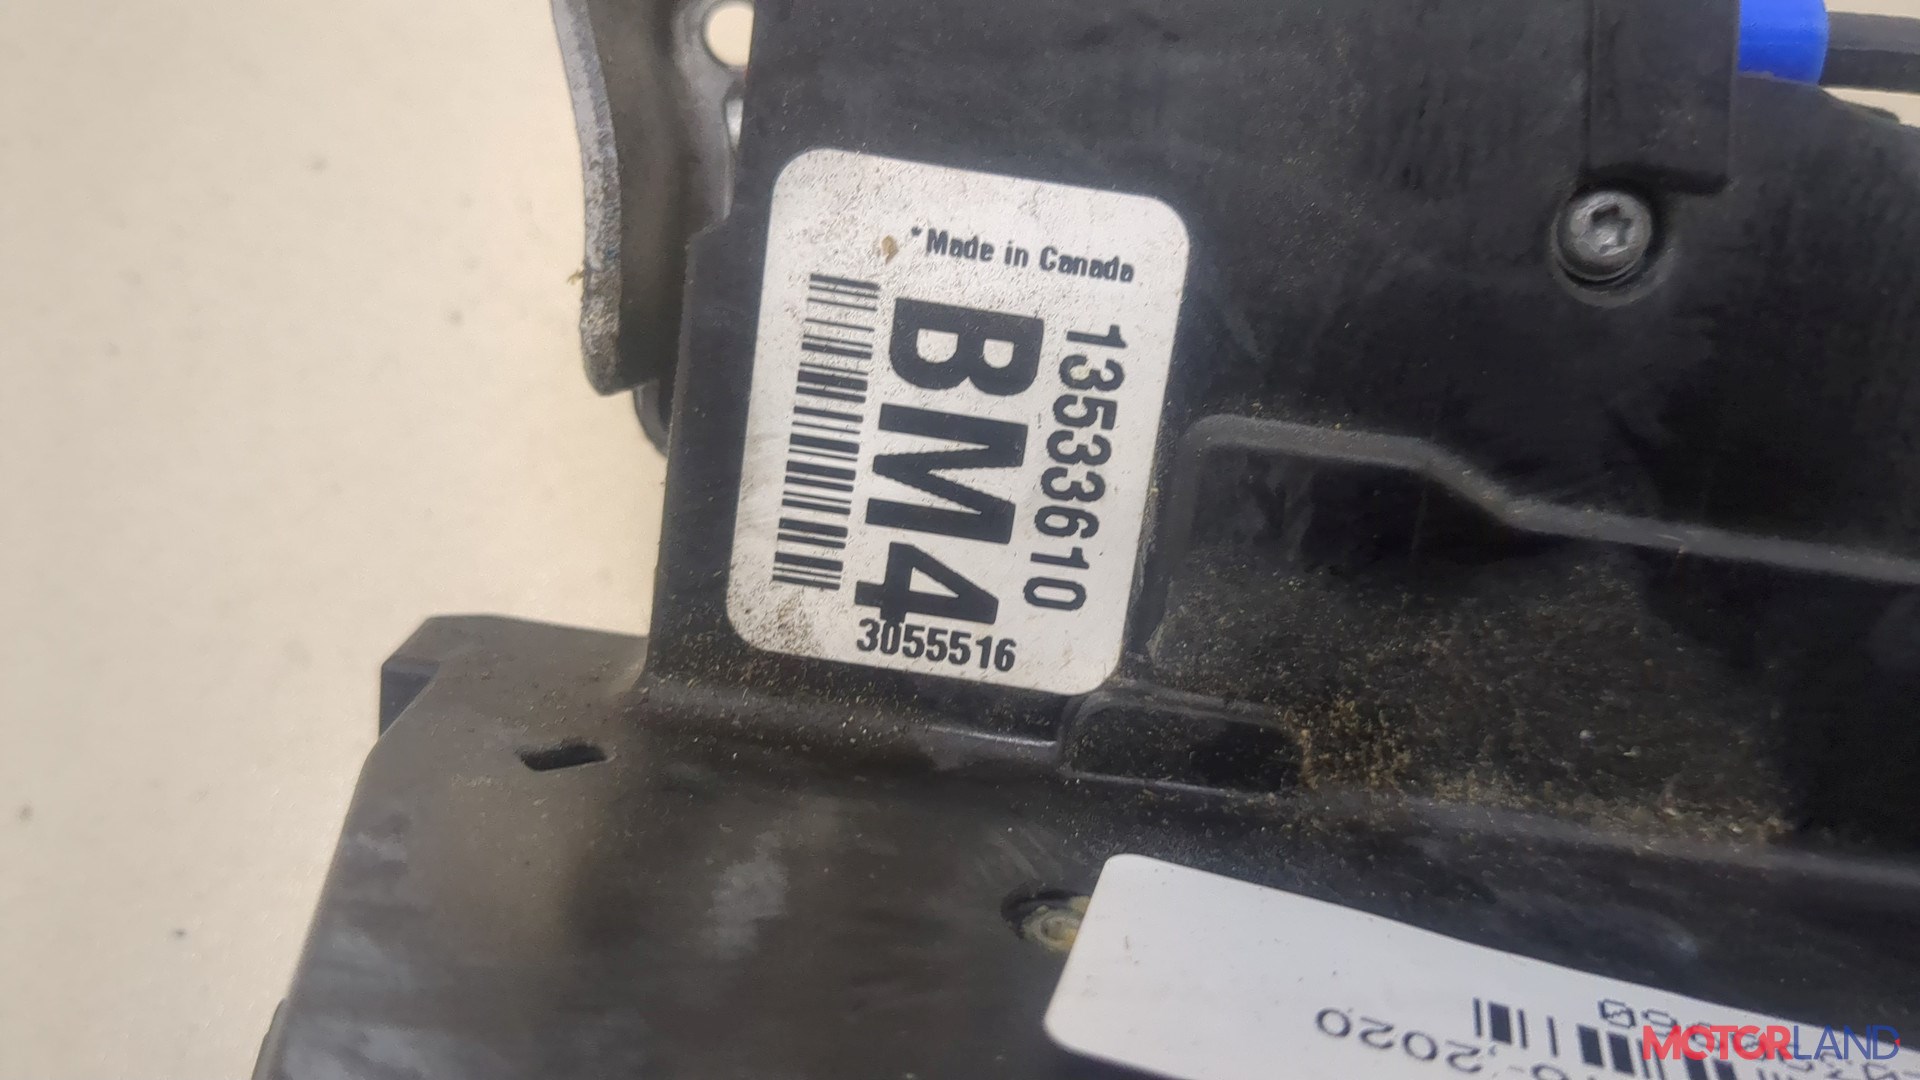 *Made in Canada
13533610
BM4
3055516
, 2020
MOTORLAND